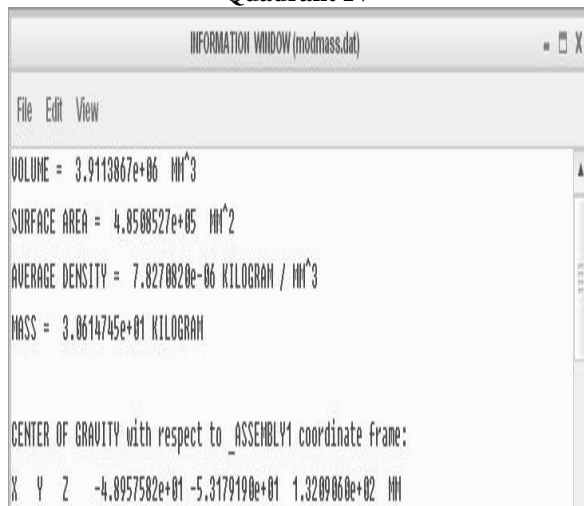 Quadrant IV
INFORMATION WINDOW (modmass.dat)
File Edit View
VOLUME = 3.9113867e+06 MM^3
SURFACE AREA = 4.8508527e+05 MM^2
AVERAGE DENSITY = 7.8270820e-06 KILOGRAM / MM^3
MASS = 3.0614745e+01 KILOGRAM
CENTER OF GRAVITY with respect to _ASSEMBLY1 coordinate frame:
X Y Z -4.8957582e+01 -5.3179190e+01 1.3209060e+02 MM